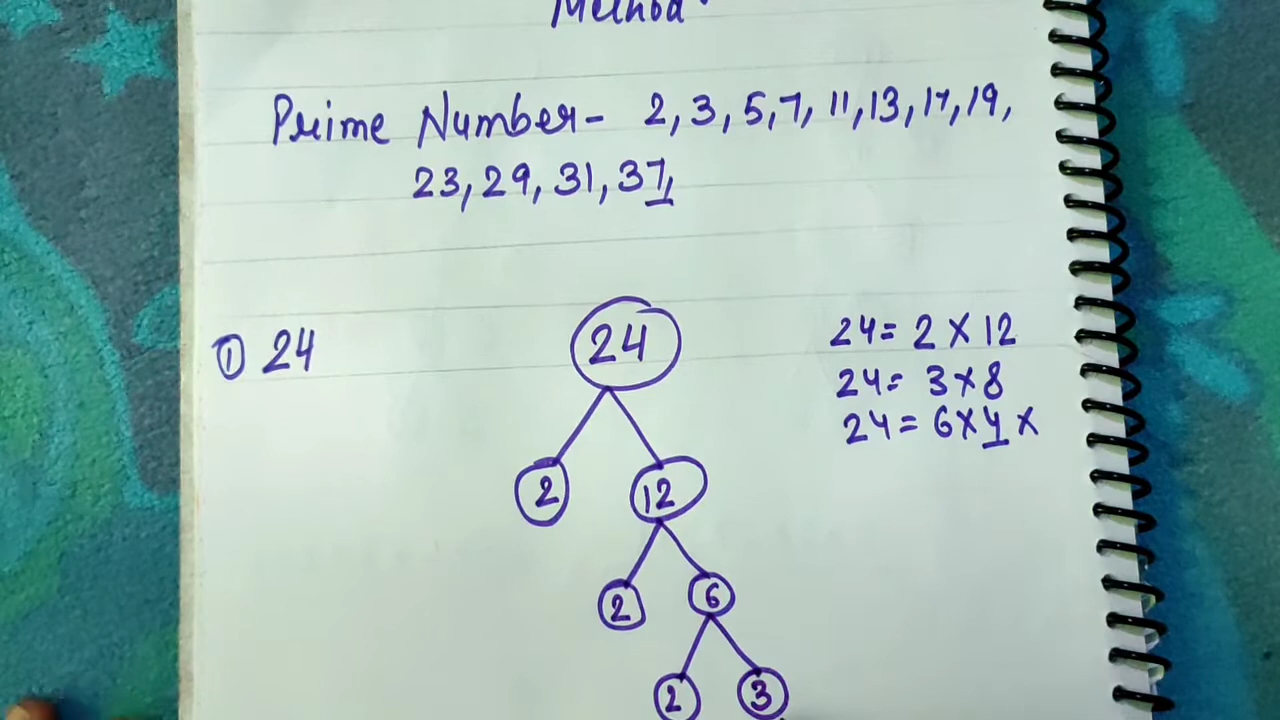 Method
Prime Number- 2, 3, 5, 7, 11, 13, 17, 19,
23, 29, 31, 37,
① 24
24
2 12
2 6
2 3
24= 2 X 12
24= 3 x 8
24= 6 x 4 x